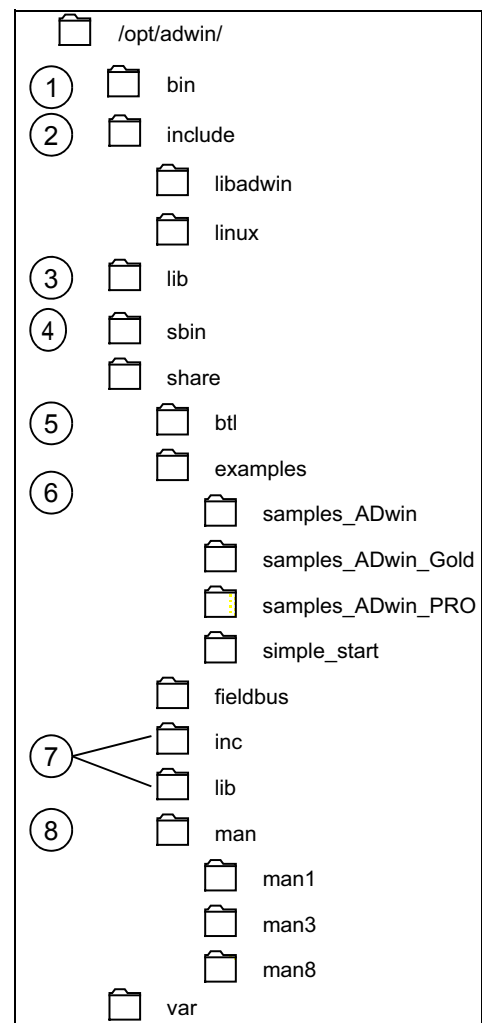 /opt/adwin/
1 bin
2 include
libadwin
linux
3 lib
4 sbin
share
5 btl
examples
6
samples_ADwin
samples_ADwin_Gold
samples_ADwin_PRO
simple_start
fieldbus
inc
7
lib
8 man
man1
man3
man8
var